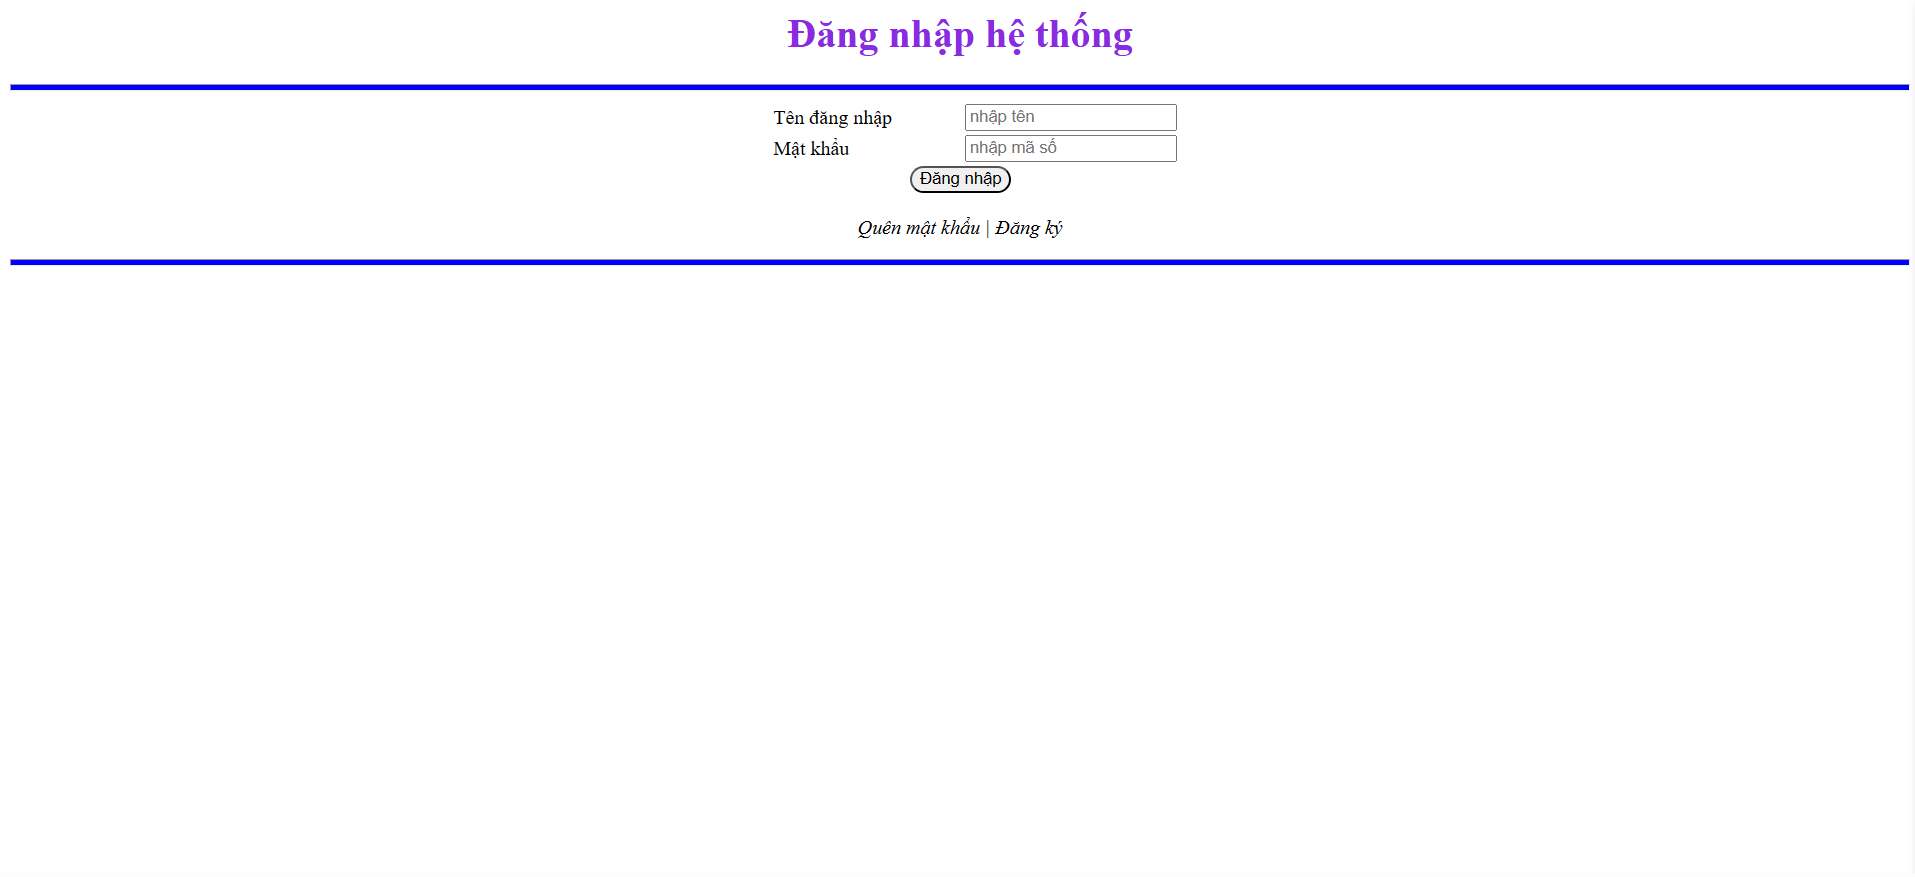 Đăng nhập hệ thống
Tên đăng nhập nhập tên
Mật khẩu nhập mã số
Đăng nhập
Quên mật khẩu | Đăng ký